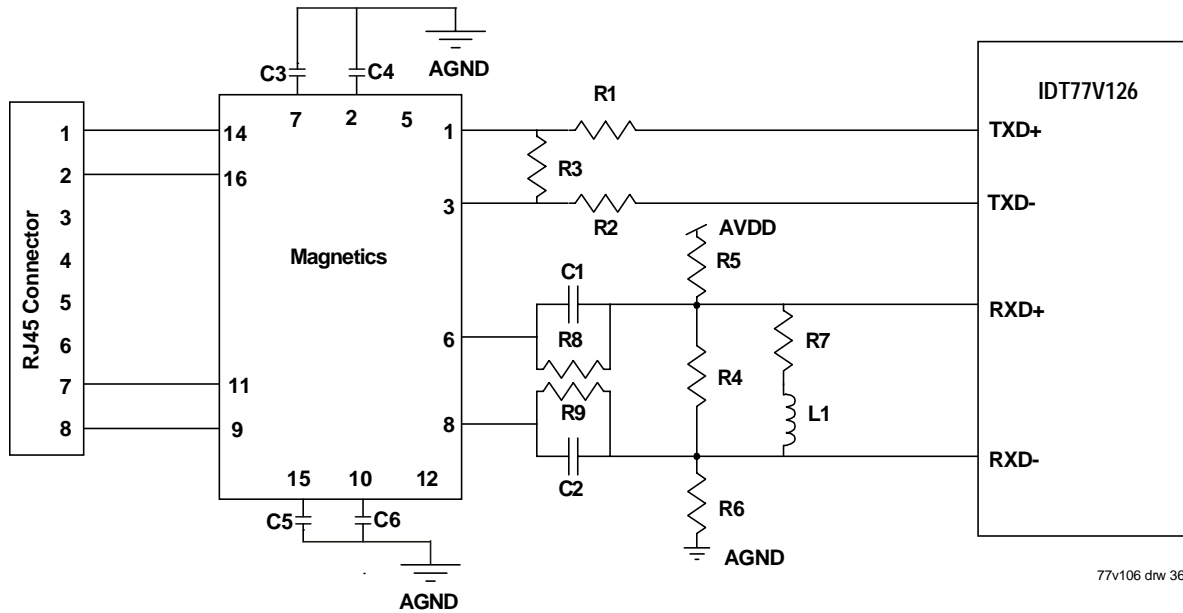 C3
C4
AGND
RJ45 Connector
1
2
3
4
5
6
7
8
Magnetics
7
2
5
14
16
11
9
1
3
6
8
15
10
12
C5
C6
AGND
R1
R3
R2
AVDD
R5
C1
R8
R9
C2
R4
R7
L1
R6
AGND
IDT77V126
TXD+
TXD-
RXD+
RXD-
77v106 drw 36